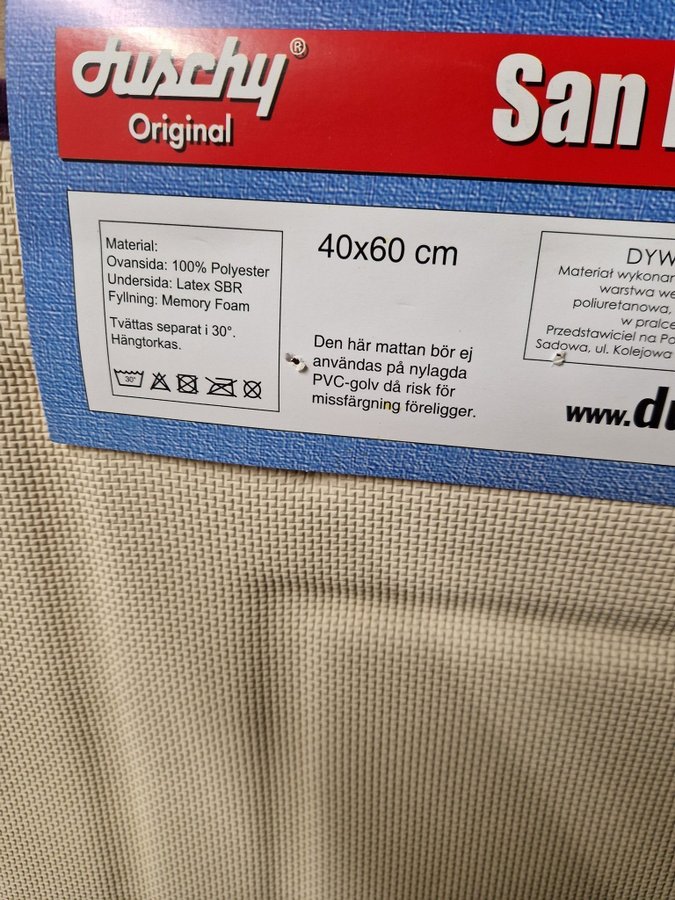 duschy®
Original
San
Material:
Ovansida: 100% Polyester
Undersida: Latex SBR
Fyllning: Memory Foam
Tvättas separat i 30°.
Hängtorkas.
30°
40x60 cm
Den här mattan bör ej
användas på nylagda
PVC-golv då risk för
missfärgning föreligger.
DYW
Materiał wykonan
warstwa we
poliuretanowa,
w pralce
Przedstawiciel na Po
Sadowa, ul. Kolejowa
www.du